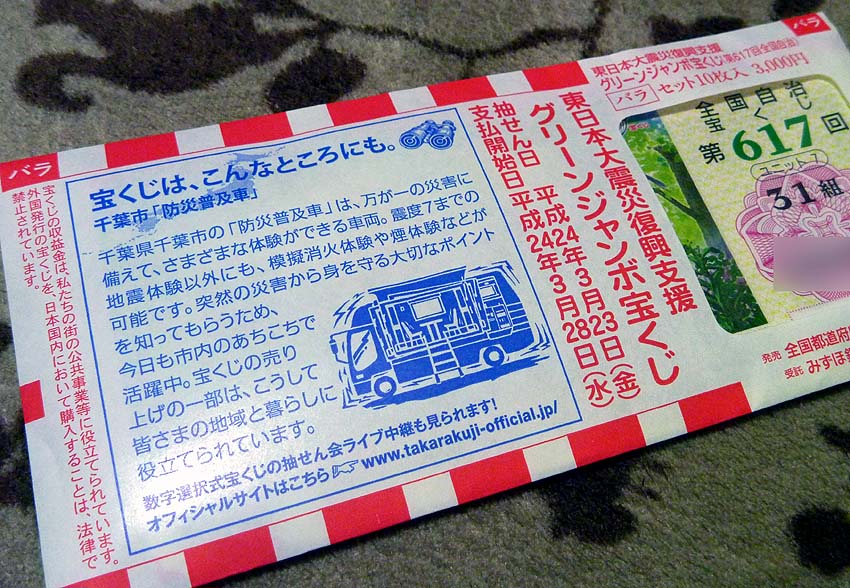 バラ
宝くじの収益金は、私たちの街の公共事業等に役立てられています。
外国発行の宝くじを、日本国内において購入することは、法律で
禁止されています。
宝くじは、こんなところにも。
千葉市「防災普及車」
千葉県千葉市の「防災普及車」は、万が一の災害に
備えて、さまざまな体験ができる車両。震度7までの
地震体験以外にも、模擬消火体験や煙体験などが
可能です。突然の災害から身を守る大切なポイント
を知ってもらうため、
今日も市内のあちこちで
活躍中。宝くじの売り
上げの一部は、こうして
皆さまの地域と暮らしに
役立てられています。
数字選択式宝くじの抽せん会ライブ中継も見られます!
オフィシャルサイトはこちら☞www.takarakuji-official.jp/
東日本大震災復興支援
グリーンジャンボ宝くじ
抽せん日 平成24年3月23日(金)
支払開始日 平成24年3月28日(水)
バラ
東日本大震災復興支援
グリーンジャンボ宝くじ(第617回全国自治)
バラ セット10枚入 3,000円
全国自治
宝くじ
第617回
ユニット1
31組
発売 全国都道府
受託 みずほ銀